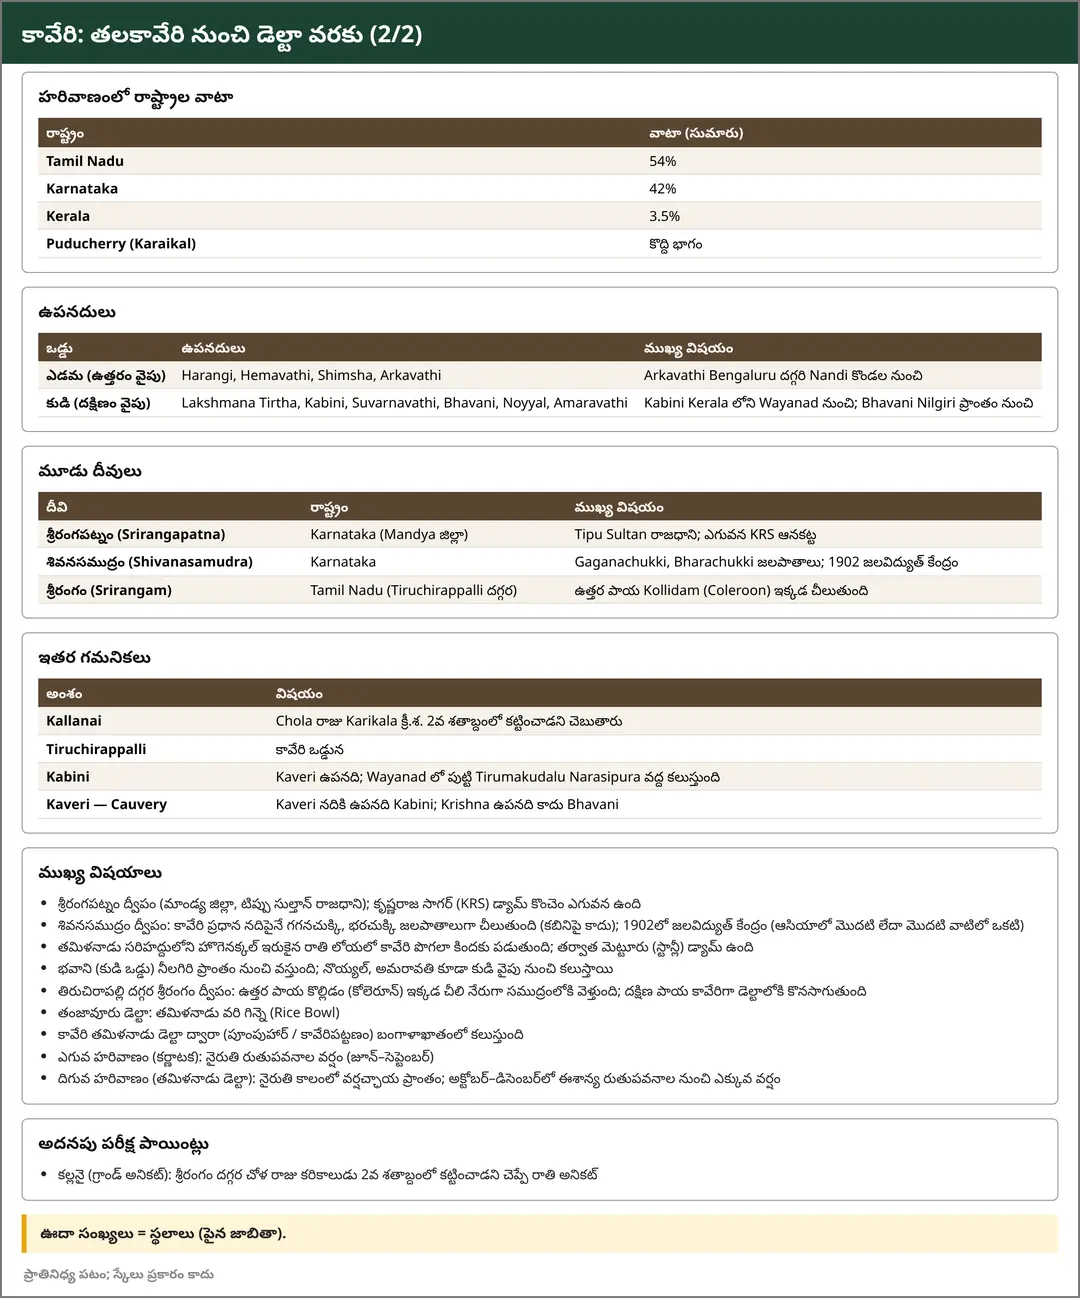 కావేరి: తలకావేరి నుంచి డెల్టా వరకు (2/2)
హరివాణంలో రాష్ట్రాల వాటా
రాష్ట్రం వాటా (సుమారు)
Tamil Nadu 54%
Karnataka 42%
Kerala 3.5%
Puducherry (Karaikal) కొద్ది భాగం
ఉపనదులు
ఒడ్డు ఉపనదులు ముఖ్య విషయం
ఎడమ (ఉత్తరం వైపు) Harangi, Hemavathi, Shimsha, Arkavathi Arkavathi Bengaluru దగ్గరి Nandi కొండల నుంచి
కుడి (దక్షిణం వైపు) Lakshmana Tirtha, Kabini, Suvarnavathi, Bhavani, Noyyal, Amaravathi Kabini Kerala లోని Wayanad నుంచి; Bhavani Nilgiri ప్రాంతం నుంచి
మూడు దీవులు
దీవి రాష్ట్రం ముఖ్య విషయం
శ్రీరంగపట్నం (Srirangapatna) Karnataka (Mandya జిల్లా) Tipu Sultan రాజధాని; ఎగువన KRS ఆనకట్ట
శివనసముద్రం (Shivanasamudra) Karnataka Gaganachukki, Bharachukki జలపాతాలు; 1902 జలవిద్యుత్ కేంద్రం
శ్రీరంగం (Srirangam) Tamil Nadu (Tiruchirappalli దగ్గర) ఉత్తర పాయ Kollidam (Coleroon) ఇక్కడ చీలుతుంది
ఇతర గమనికలు
అంశం విషయం
Kallanai Chola రాజు Karikala క్రీ.శ. 2వ శతాబ్దంలో కట్టించాడని చెబుతారు
Tiruchirappalli కావేరి ఒడ్డున
Kabini Kaveri ఉపనది; Wayanad లో పుట్టి Tirumakudalu Narasipura వద్ద కలుస్తుంది
Kaveri — Cauvery Kaveri నదికి ఉపనది Kabini; Krishna ఉపనది కాదు Bhavani
ముఖ్య విషయాలు
• శ్రీరంగపట్నం ద్వీపం (మాండ్య జిల్లా, టిప్పు సుల్తాన్ రాజధాని); కృష్ణరాజ సాగర్ (KRS) డ్యామ్ కొంచెం ఎగువన ఉంది
• శివనసముద్రం ద్వీపం: కావేరి ప్రధాన నదిపైనే గగనచుక్కి, భరచుక్కి జలపాతాలుగా చీలుతుంది (కబినిపై కాదు); 1902లో జలవిద్యుత్ కేంద్రం (ఆసియాలో మొదటి లేదా మొదటి వాటిలో ఒకటి)
• తమిళనాడు సరిహద్దులోని హొగెనక్కల్ ఇరుకైన రాతి లోయలో కావేరి పొగలా కిందకు పడుతుంది; తర్వాత మెట్టూరు (స్టాన్లీ) డ్యామ్ ఉంది
• భవాని (కుడి ఒడ్డు) నీలగిరి ప్రాంతం నుంచి వస్తుంది; నొయ్యల్, అమరావతి కూడా కుడి వైపు నుంచి కలుస్తాయి
• తిరుచిరాపల్లి దగ్గర శ్రీరంగం ద్వీపం: ఉత్తర పాయ కొల్లిడం (కోలెరూన్) ఇక్కడ చీలి నేరుగా సముద్రంలోకి వెళ్తుంది; దక్షిణ పాయ కావేరిగా డెల్టాలోకి కొనసాగుతుంది
• తంజావూరు డెల్టా: తమిళనాడు వరి గిన్నె (Rice Bowl)
• కావేరి తమిళనాడు డెల్టా ద్వారా (పూంపుహార్ / కావేరిపట్టణం) బంగాళాఖాతంలో కలుస్తుంది
• ఎగువ హరివాణం (కర్ణాటక): నైరుతి రుతుపవనాల వర్షం (జూన్–సెప్టెంబర్)
• దిగువ హరివాణం (తమిళనాడు డెల్టా): నైరుతి కాలంలో వర్షచ్ఛాయ ప్రాంతం; అక్టోబర్–డిసెంబర్‌లో ఈశాన్య రుతుపవనాల నుంచి ఎక్కువ వర్షం
అదనపు పరీక్ష పాయింట్లు
• కల్లనై (గ్రాండ్ అనికట్): శ్రీరంగం దగ్గర చోళ రాజు కరికాలుడు 2వ శతాబ్దంలో కట్టించాడని చెప్పే రాతి అనికట్
ఊదా సంఖ్యలు = స్థలాలు (పైన జాబితా).
ప్రాతినిధ్య పటం; స్కేలు ప్రకారం కాదు